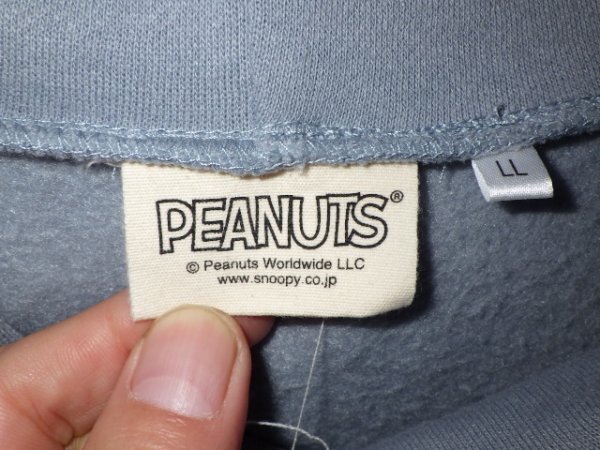 PEANUTS®
© Peanuts Worldwide LLC
www.snoopy.co.jp
LL